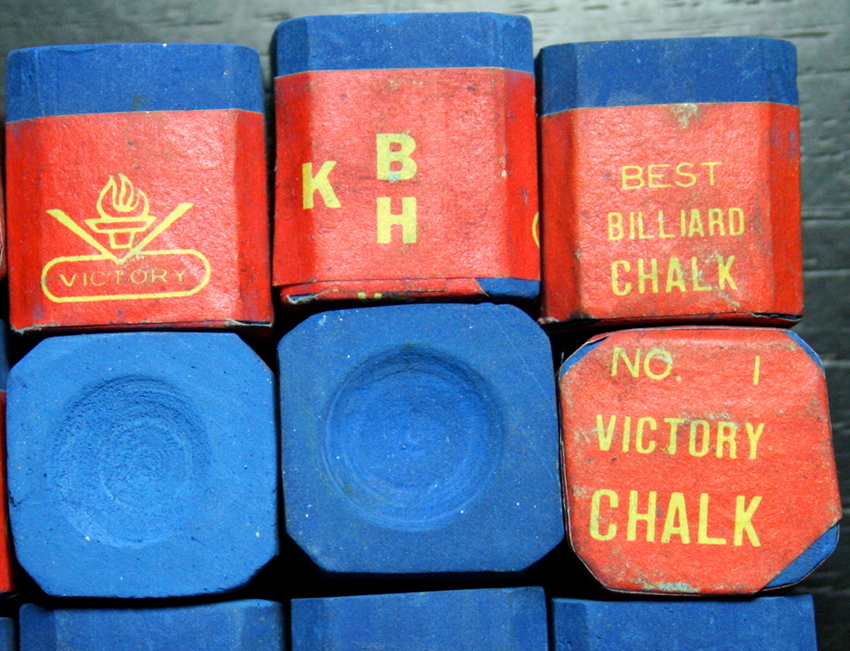 VICTORY
B
K
H
BEST
BILLIARD
CHALK
NO. 1
VICTORY
CHALK